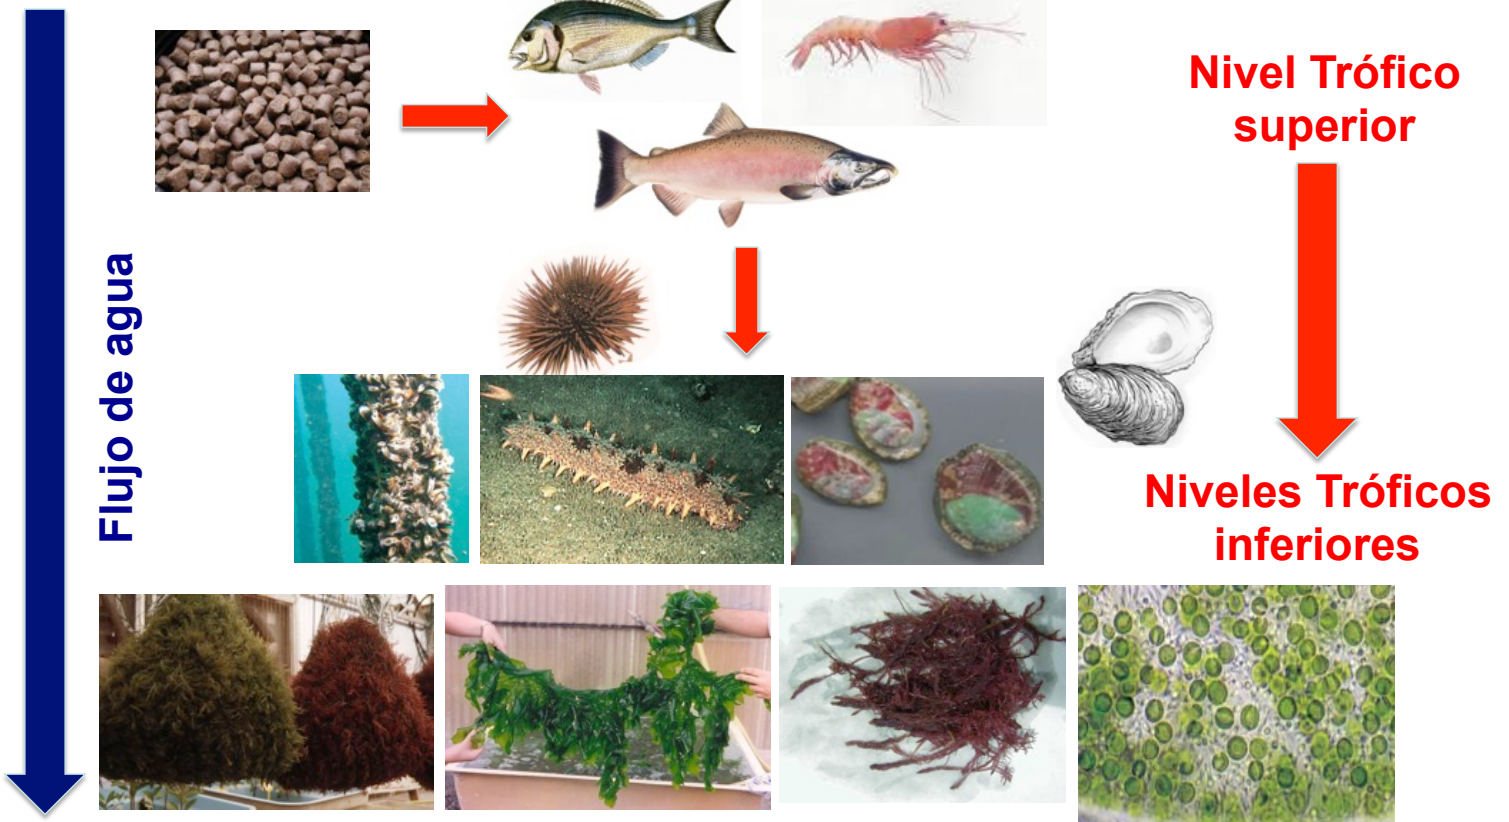 Nivel Trófico
superior
Flujo de agua
Niveles Tróficos
inferiores